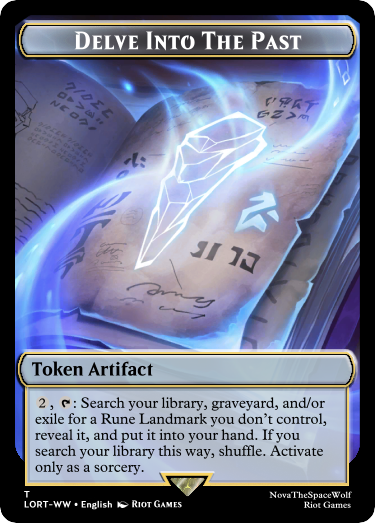 DELVE INTO THE PAST
Token Artifact
2, T: Search your library, graveyard, and/or
exile for a Rune Landmark you don't control,
reveal it, and put it into your hand. If you
search your library this way, shuffle. Activate
only as a sorcery.
T
LORT-WW • English RIOT GAMES
NovaTheSpaceWolf
Riot Games